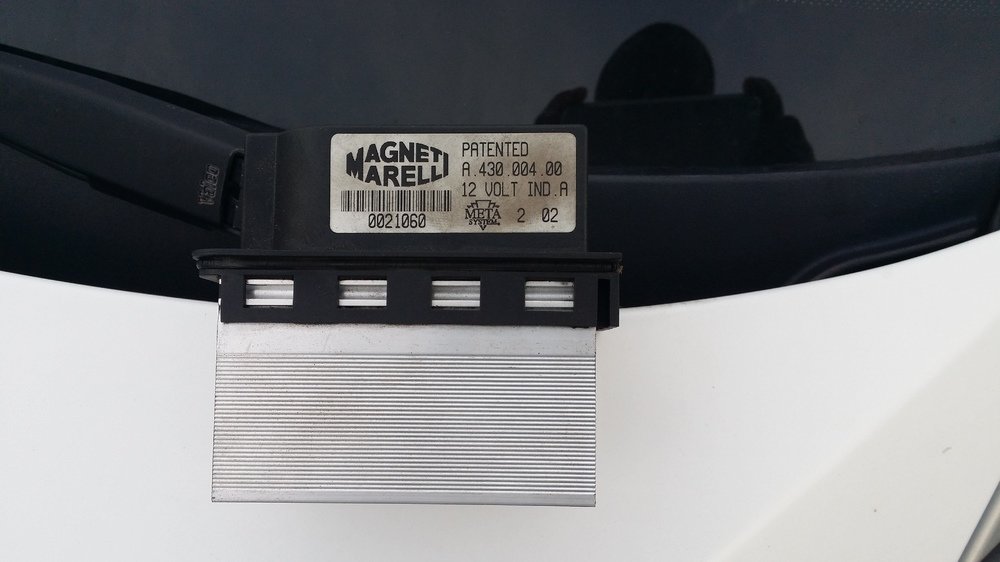 MAGNETI
MARELLI
0021060
PATENTED
A.430.004.00
12 VOLT IND.A
META
SYSTEM
2 02